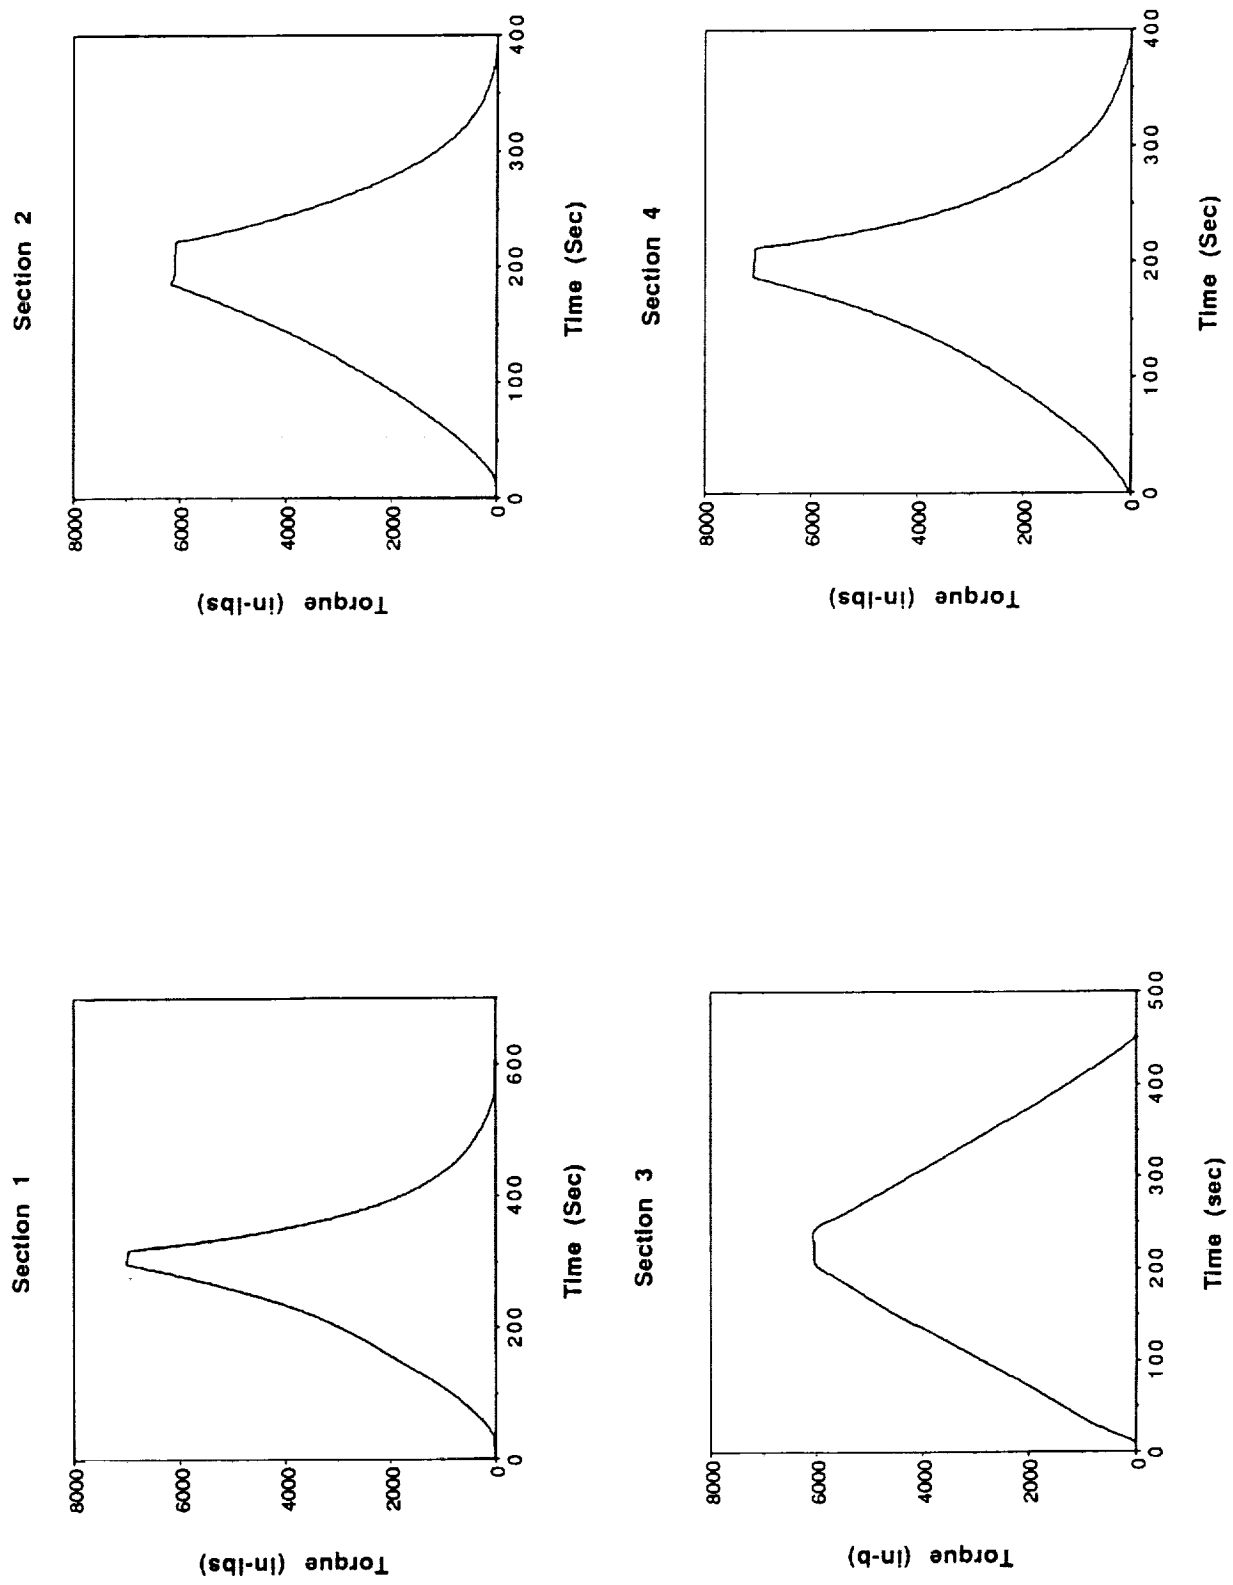 Section 1
Torque (in-lbs)
8000
6000
4000
2000
0
0 200 400 600
Time (Sec)
Section 2
Torque (in-lbs)
8000
6000
4000
2000
0
0 100 200 300 400
Time (Sec)
Section 3
Torque (in-b)
8000
6000
4000
2000
0
0 100 200 300 400 500
Time (sec)
Section 4
Torque (in-lbs)
8000
6000
4000
2000
0
0 100 200 300 400
Time (Sec)